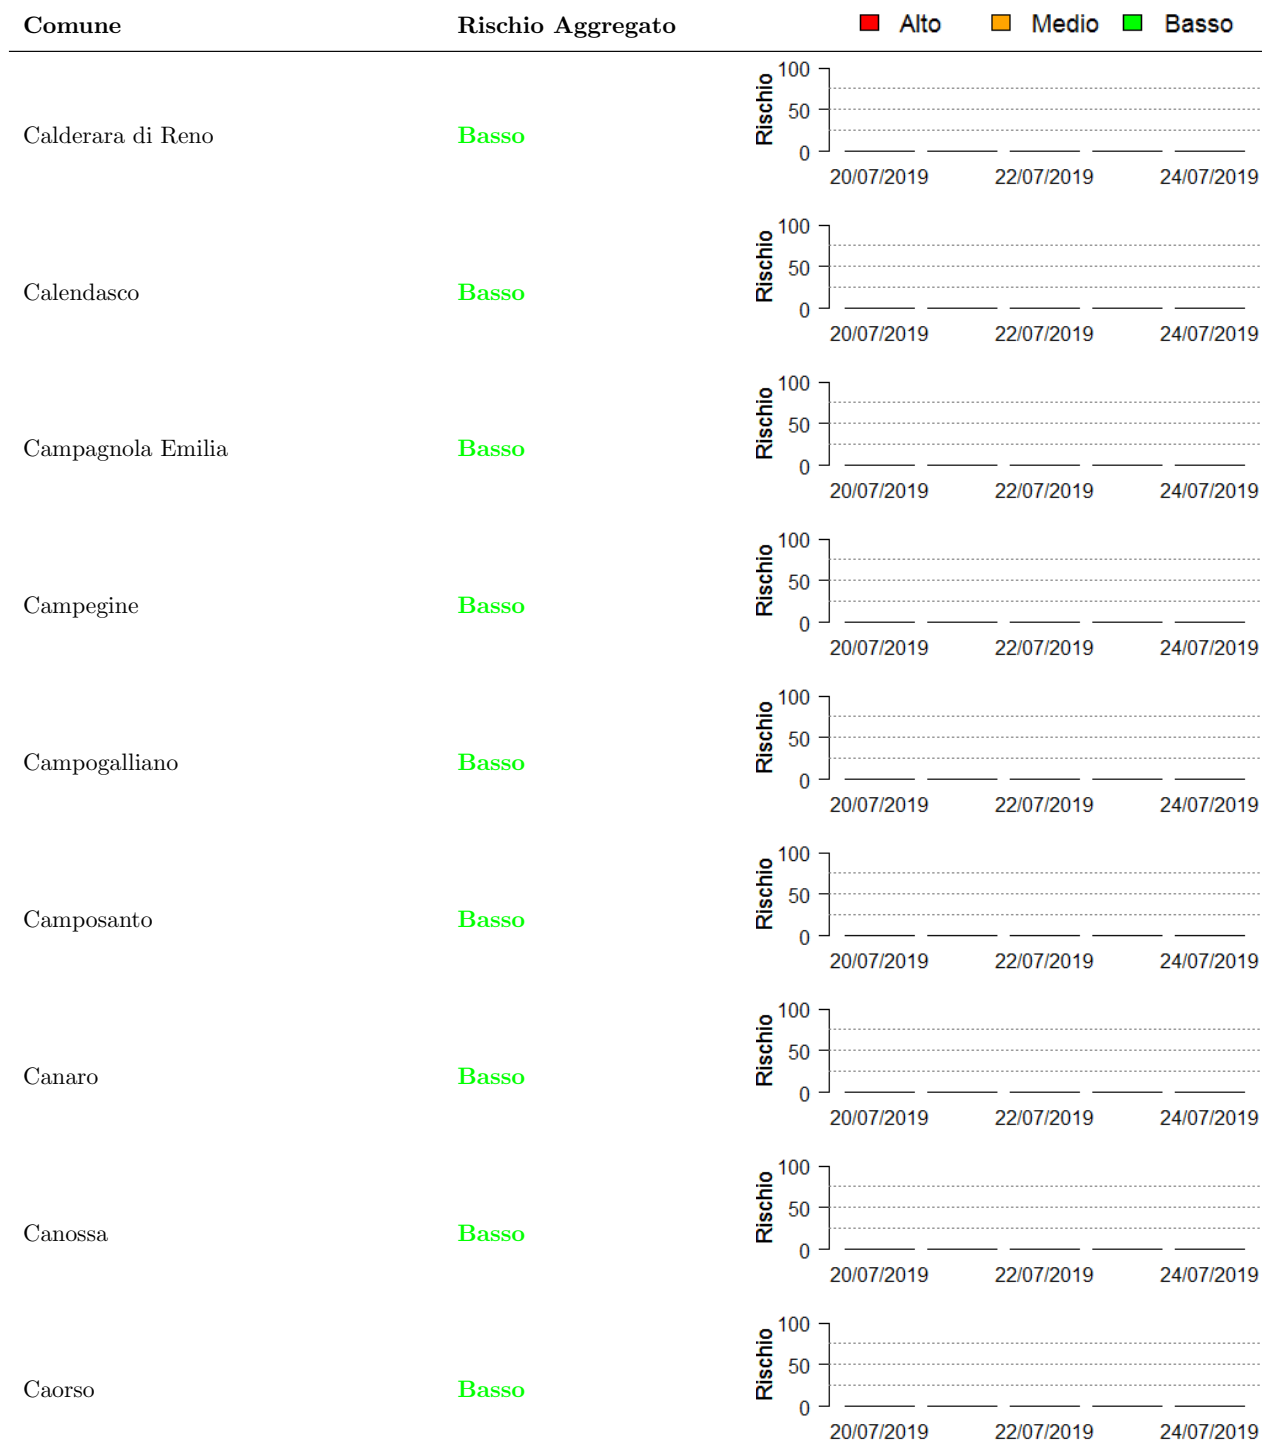 Comune Rischio Aggregato Alto Medio Basso
100
50
0
Rischio
Calderara di Reno Basso
20/07/2019 22/07/2019 24/07/2019
100
50
0
Rischio
Calendasco Basso
20/07/2019 22/07/2019 24/07/2019
100
50
0
Rischio
Campagnola Emilia Basso
20/07/2019 22/07/2019 24/07/2019
100
50
0
Rischio
Campegine Basso
20/07/2019 22/07/2019 24/07/2019
100
50
0
Rischio
Campogalliano Basso
20/07/2019 22/07/2019 24/07/2019
100
50
0
Rischio
Camposanto Basso
20/07/2019 22/07/2019 24/07/2019
100
50
0
Rischio
Canaro Basso
20/07/2019 22/07/2019 24/07/2019
100
50
0
Rischio
Canossa Basso
20/07/2019 22/07/2019 24/07/2019
100
50
0
Rischio
Caorso Basso
20/07/2019 22/07/2019 24/07/2019